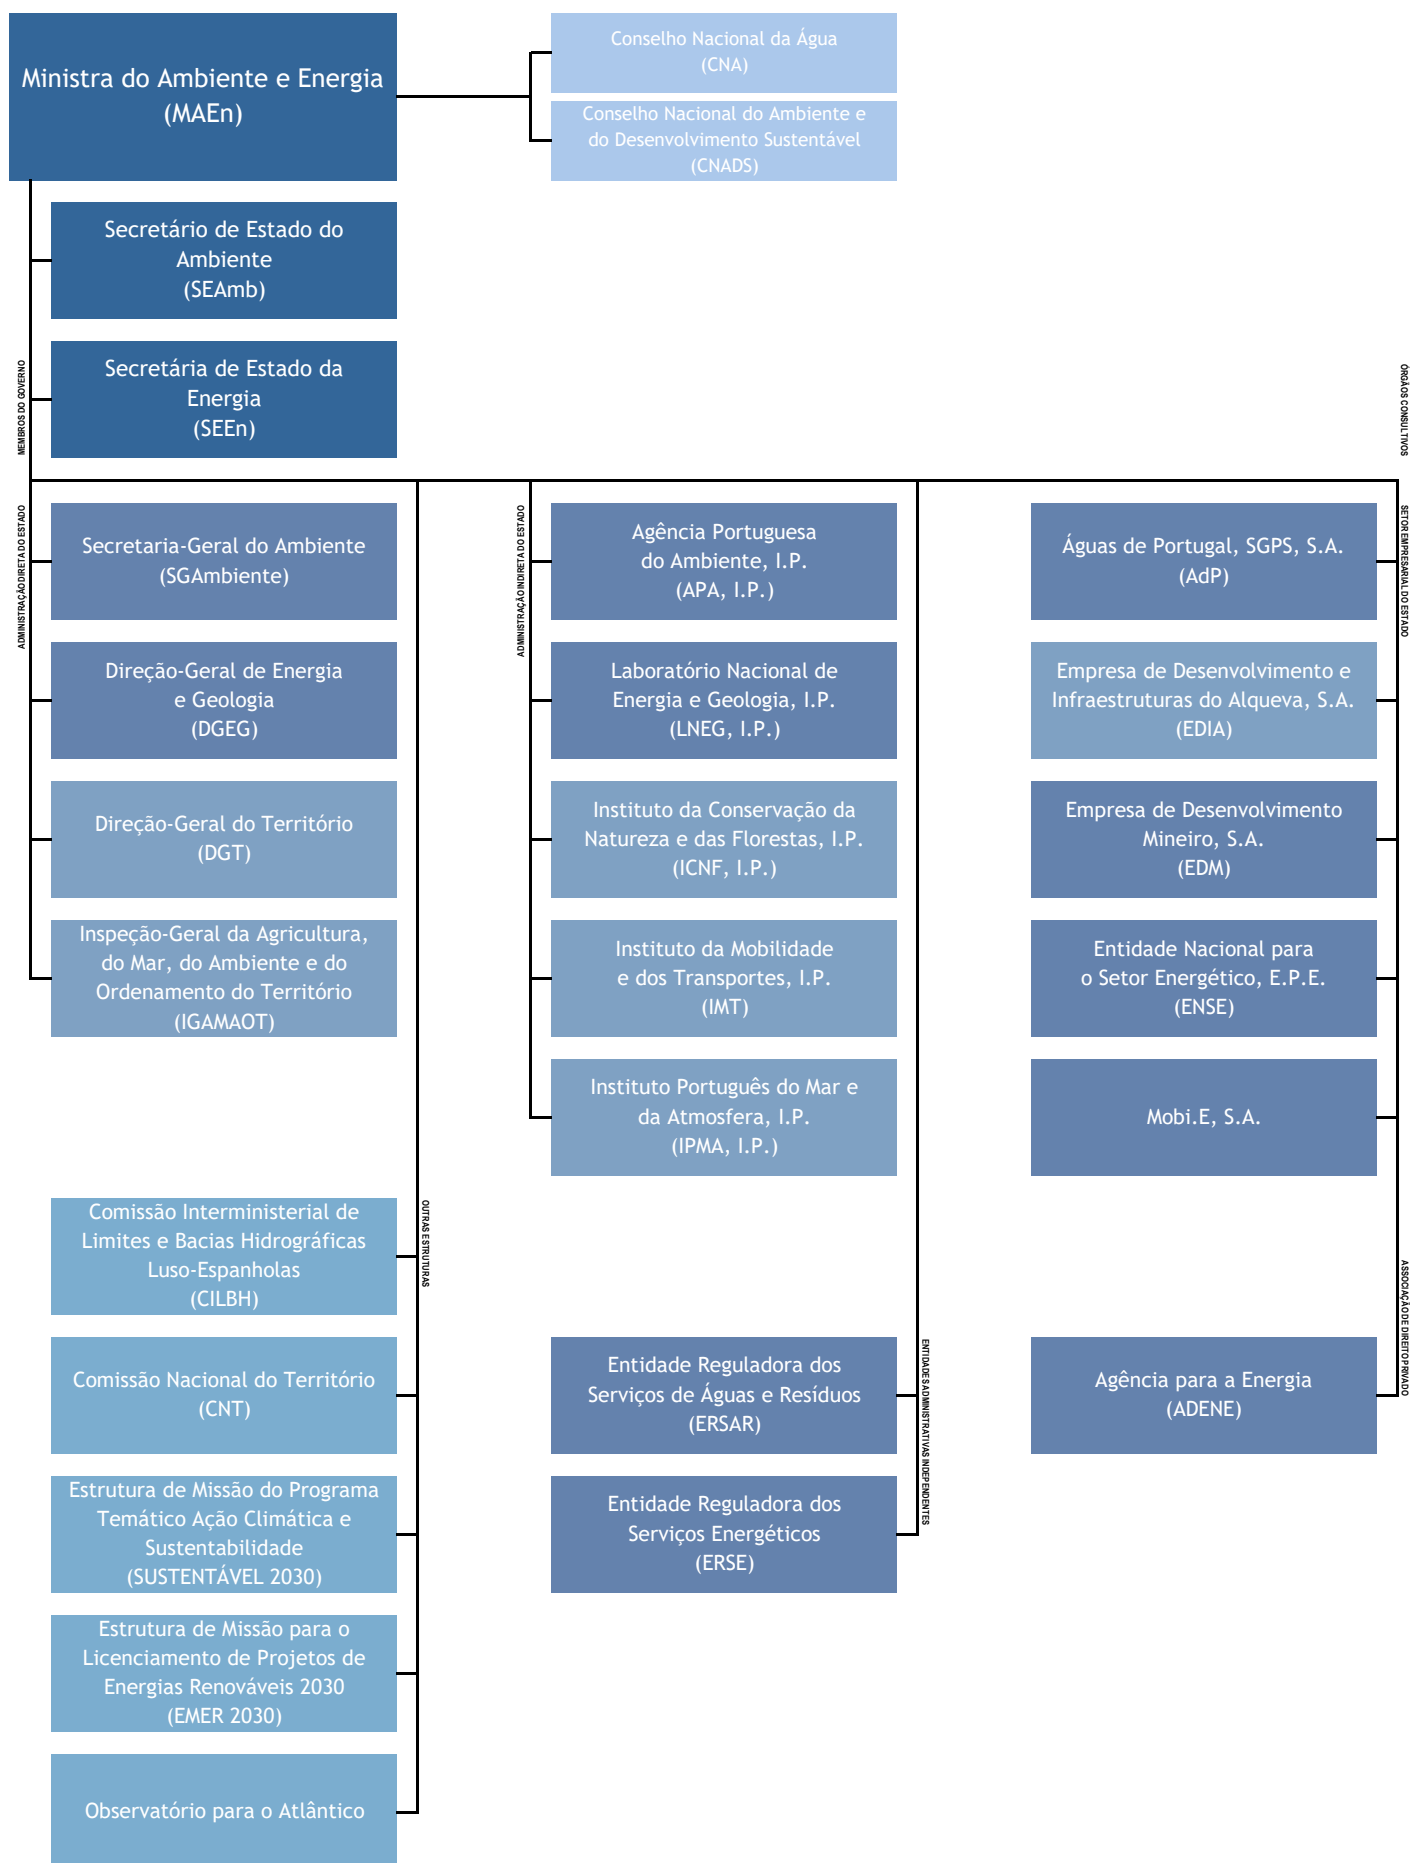 Ministra do Ambiente e Energia
(MAEn)
Conselho Nacional da Água
(CNA)
Conselho Nacional do Ambiente e
do Desenvolvimento Sustentável
(CNADS)
Secretário de Estado do
Ambiente
(SEAmb)
Secretária de Estado da
Energia
(SEEn)
MEMBROS DO GOVERNO
ÓRGÃOS CONSULTIVOS
ADMINISTRAÇÃO DIRETA DO ESTADO
Secretaria-Geral do Ambiente
(SGAmbiente)
Direção-Geral de Energia
e Geologia
(DGEG)
Direção-Geral do Território
(DGT)
Inspeção-Geral da Agricultura,
do Mar, do Ambiente e do
Ordenamento do Território
(IGAMAOT)
ADMINISTRAÇÃO INDIRETA DO ESTADO
Agência Portuguesa
do Ambiente, I.P.
(APA, I.P.)
Laboratório Nacional de
Energia e Geologia, I.P.
(LNEG, I.P.)
Instituto da Conservação da
Natureza e das Florestas, I.P.
(ICNF, I.P.)
Instituto da Mobilidade
e dos Transportes, I.P.
(IMT)
Instituto Português do Mar e
da Atmosfera, I.P.
(IPMA, I.P.)
SETOR EMPRESARIAL DO ESTADO
Águas de Portugal, SGPS, S.A.
(AdP)
Empresa de Desenvolvimento e
Infraestruturas do Alqueva, S.A.
(EDIA)
Empresa de Desenvolvimento
Mineiro, S.A.
(EDM)
Entidade Nacional para
o Setor Energético, E.P.E.
(ENSE)
Mobi.E, S.A.
OUTRAS ESTRUTURAS
Comissão Interministerial de
Limites e Bacias Hidrográficas
Luso-Espanholas
(CILBH)
Comissão Nacional do Território
(CNT)
Estrutura de Missão do Programa
Temático Ação Climática e
Sustentabilidade
(SUSTENTÁVEL 2030)
Estrutura de Missão para o
Licenciamento de Projetos de
Energias Renováveis 2030
(EMER 2030)
Observatório para o Atlântico
ENTIDADES ADMINISTRATIVAS INDEPENDENTES
Entidade Reguladora dos
Serviços de Águas e Resíduos
(ERSAR)
Entidade Reguladora dos
Serviços Energéticos
(ERSE)
ASSOCIAÇÃO DE DIREITO PRIVADO
Agência para a Energia
(ADENE)